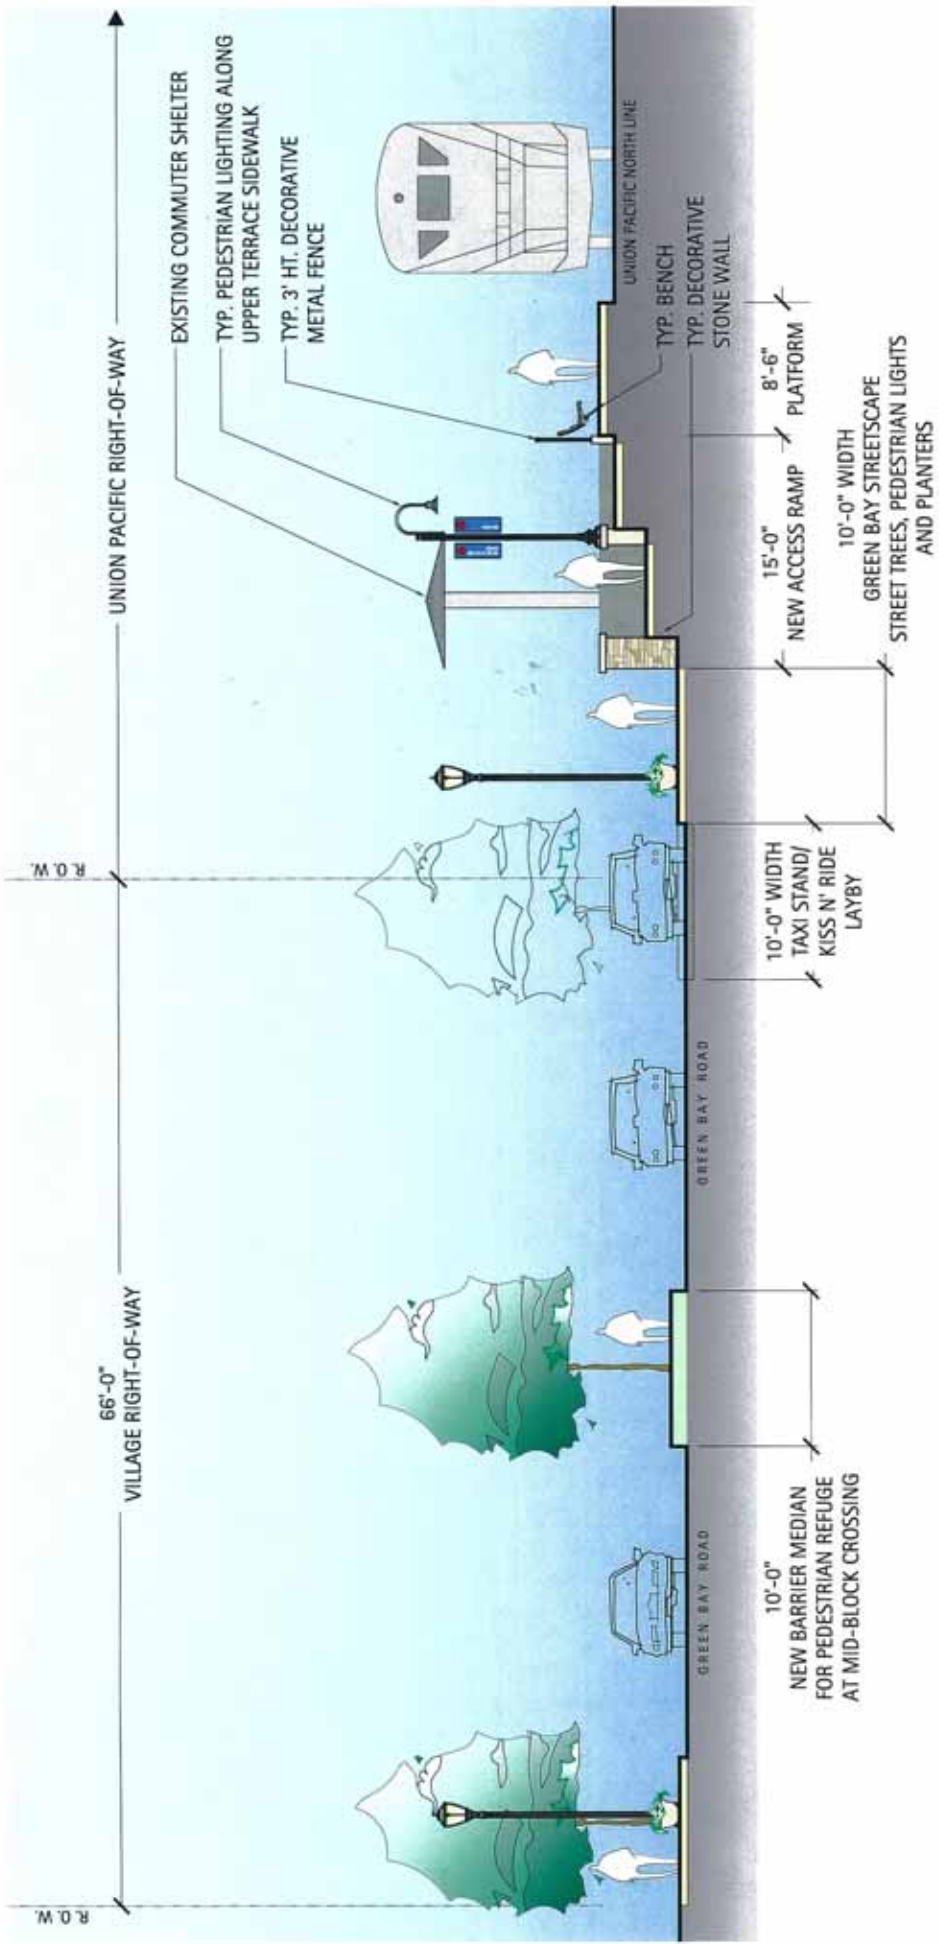 R.O.W.
66'-0"
VILLAGE RIGHT-OF-WAY
R.O.W.
UNION PACIFIC RIGHT-OF-WAY
EXISTING COMMUTER SHELTER
TYP. PEDESTRIAN LIGHTING ALONG
UPPER TERRACE SIDEWALK
TYP. 3' HT. DECORATIVE
METAL FENCE
UNION PACIFIC NORTH LINE
TYP. BENCH
TYP. DECORATIVE
STONE WALL
GREEN BAY ROAD
GREEN BAY ROAD
10'-0"
NEW BARRIER MEDIAN
FOR PEDESTRIAN REFUGE
AT MID-BLOCK CROSSING
10'-0" WIDTH
TAXI STAND/
KISS N' RIDE
LAYBY
15'-0"
NEW ACCESS RAMP
8'-6"
PLATFORM
10'-0" WIDTH
GREEN BAY STREETSCAPE
STREET TREES, PEDESTRIAN LIGHTS
AND PLANTERS